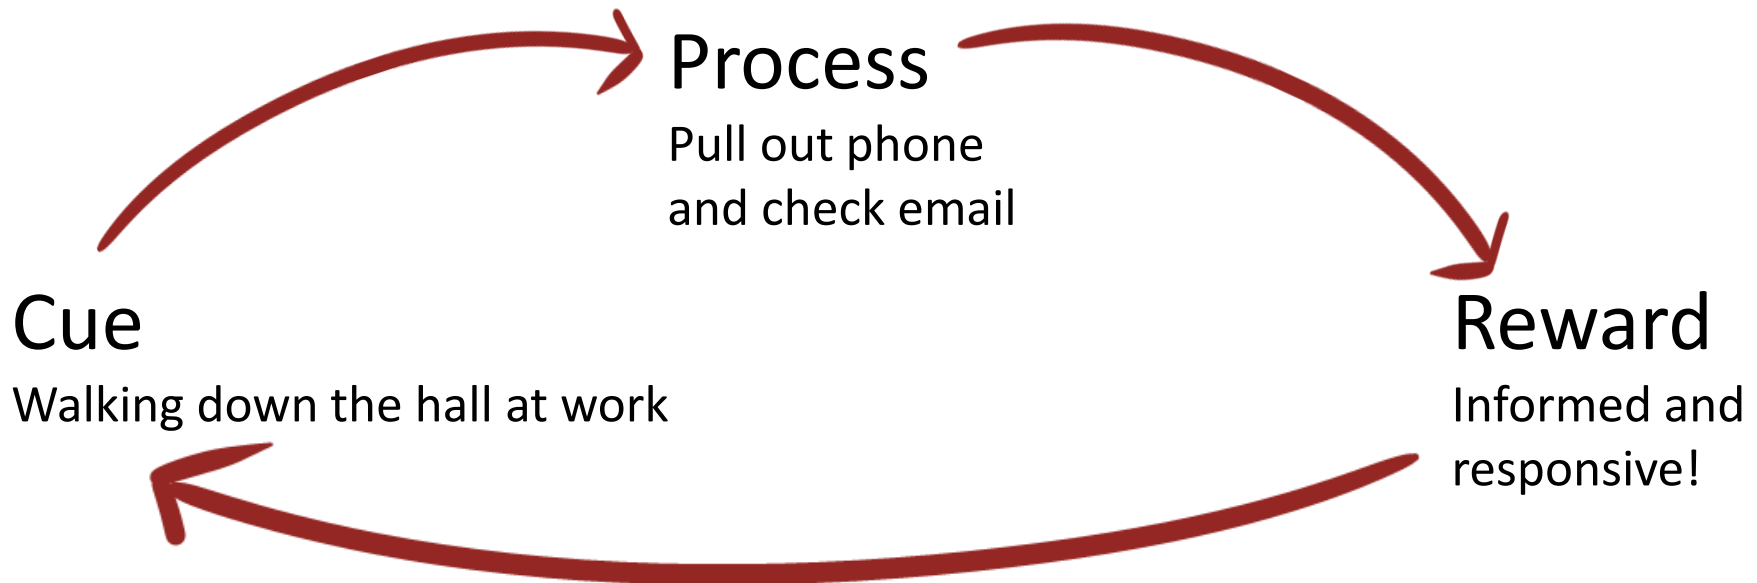 Process
Pull out phone
and check email
Cue
Walking down the hall at work
Reward
Informed and
responsive!